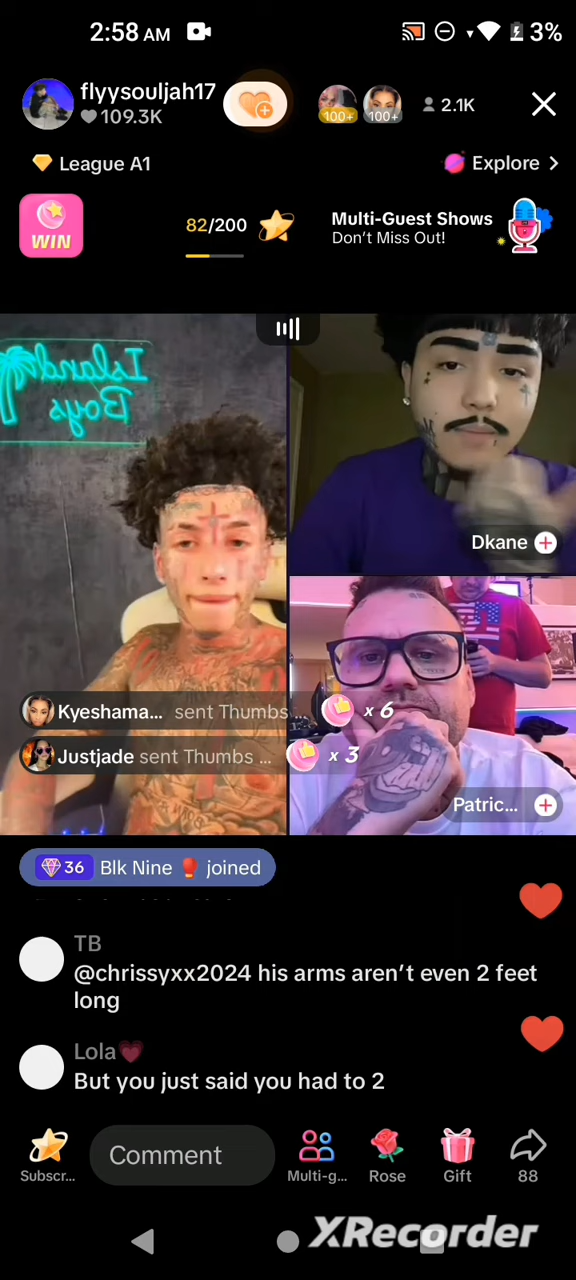 2:58 AM
3%
flyysouljah17
109.3K
100+
100+
2.1K
League A1
Explore >
WIN
82/200
Multi-Guest Shows
Don't Miss Out!
Island
Boys
Dkane
Kyeshama... sent Thumbs
x 6
Justjade sent Thumbs ...
x 3
Patric...
36 Blk Nine 🥊 joined
TB
@chrissyxx2024 his arms aren't even 2 feet
long
Lola💗
But you just said you had to 2
Subscr...
Comment
Multi-g...
Rose
Gift
88
XRecorder